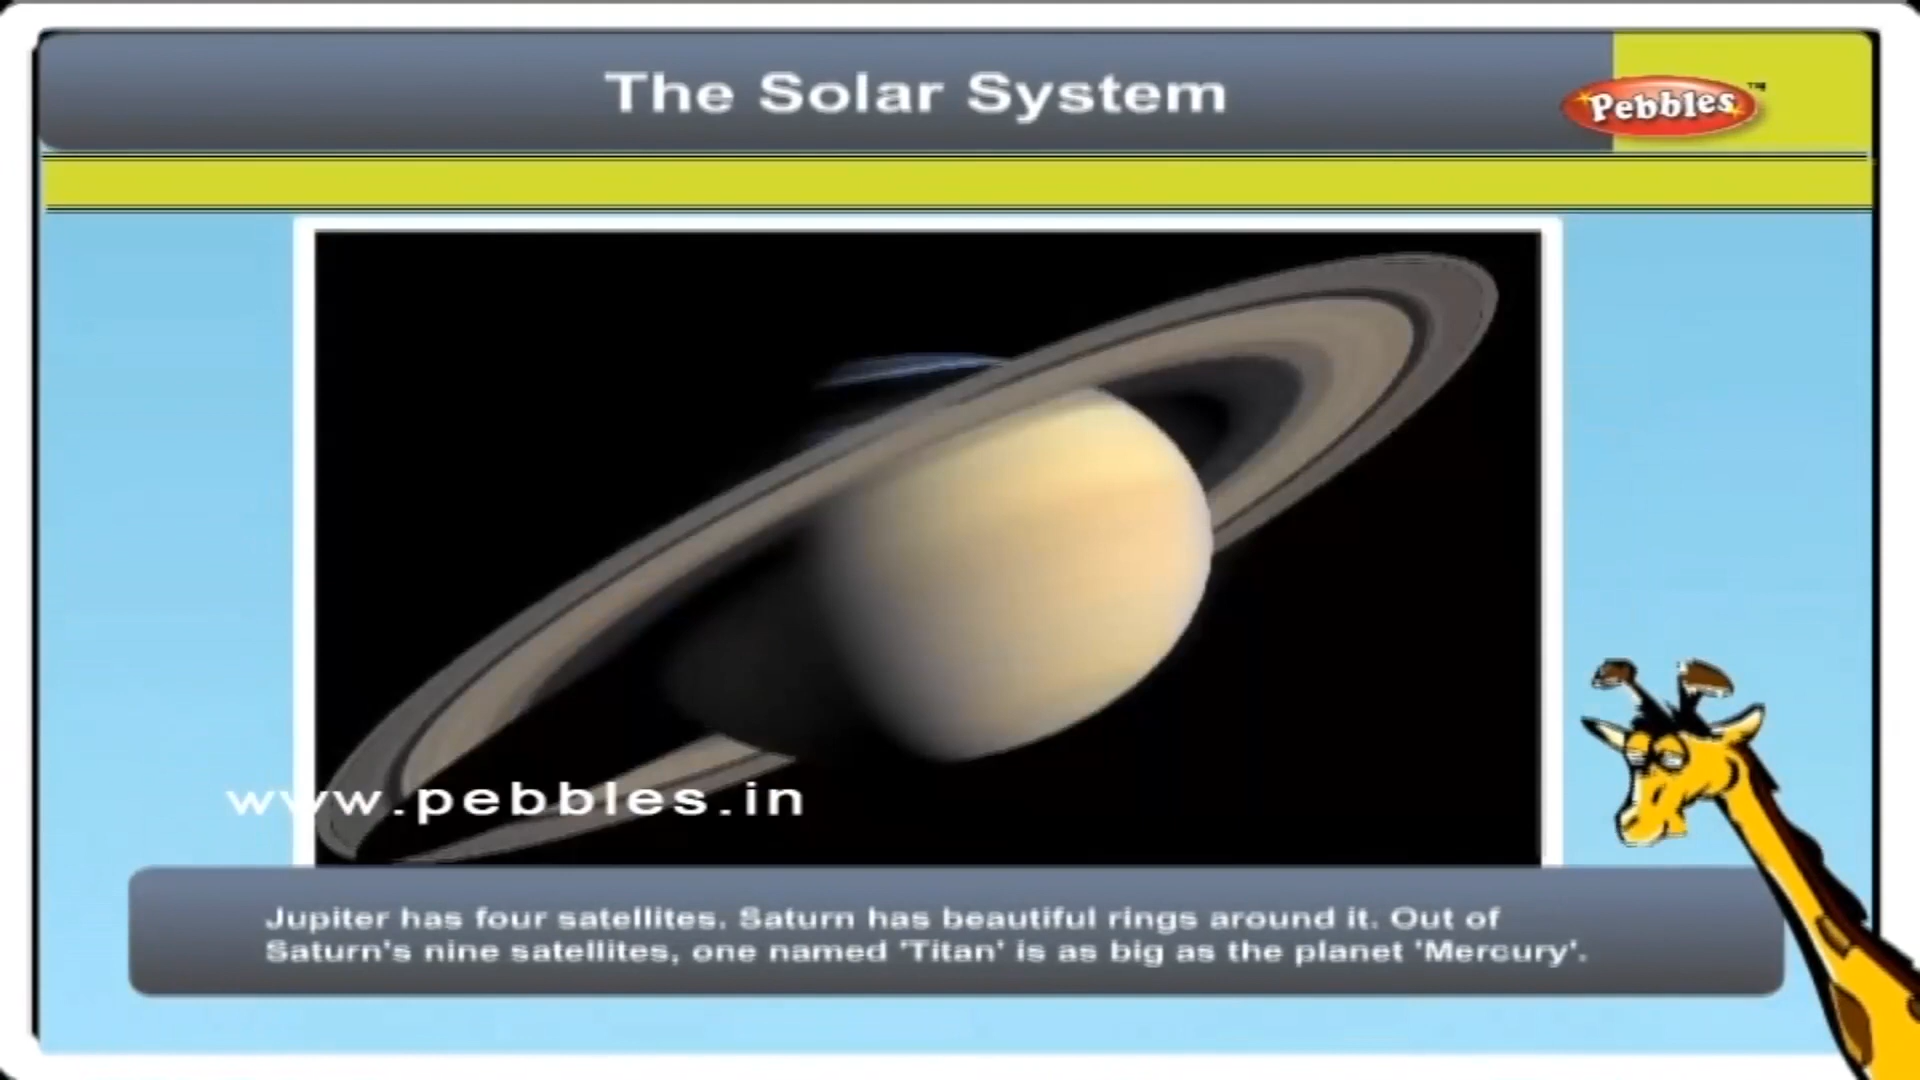 The Solar System
Pebbles™
www.pebbles.in
Jupiter has four satellites. Saturn has beautiful rings around it. Out of
Saturn's nine satellites, one named 'Titan' is as big as the planet 'Mercury'.